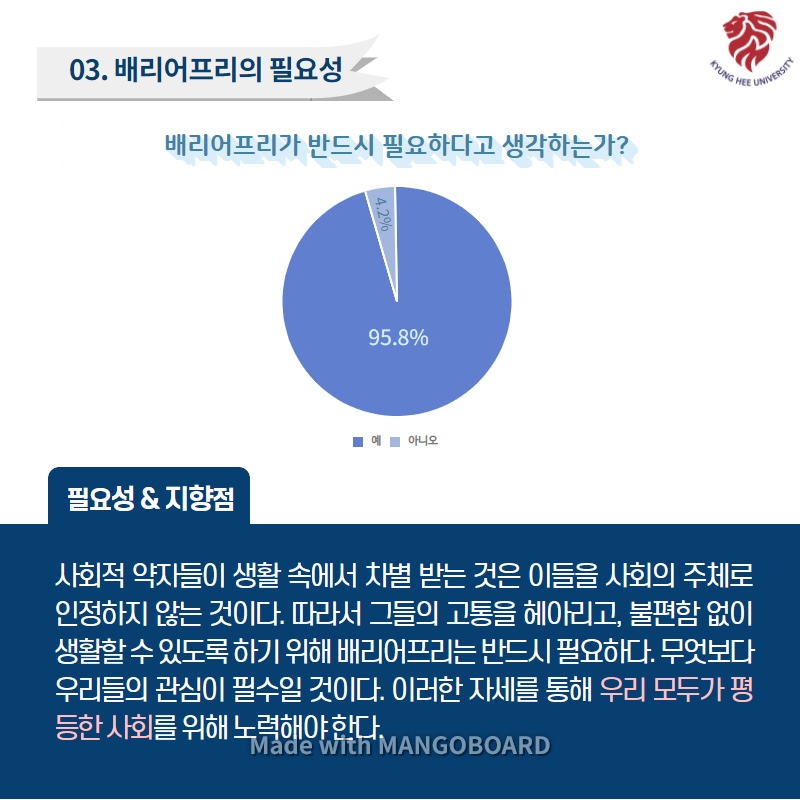 03. 배리어프리의 필요성
KYUNG HEE UNIVERSITY
배리어프리가 반드시 필요하다고 생각하는가?
4.2%
95.8%
예 아니오
필요성 & 지향점
사회적 약자들이 생활 속에서 차별 받는 것은 이들을 사회의 주체로
인정하지 않는 것이다. 따라서 그들의 고통을 헤아리고, 불편함 없이
생활할 수 있도록 하기 위해 배리어프리는 반드시 필요하다. 무엇보다
우리들의 관심이 필수일 것이다. 이러한 자세를 통해 우리 모두가 평
등한 사회를 위해 노력해야 한다.
Made with MANGOBOARD